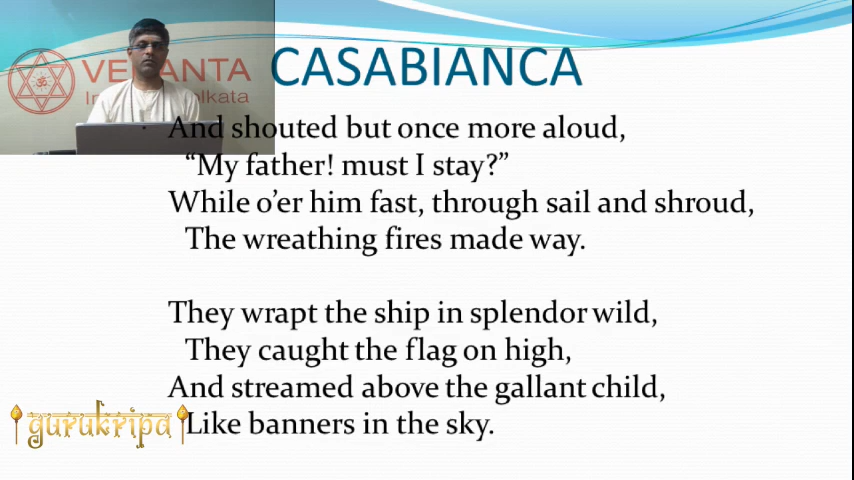 VEDANTA
Kolkata
CASABIANCA
And shouted but once more aloud,
“My father! must I stay?”
While o’er him fast, through sail and shroud,
The wreathing fires made way.
They wrapt the ship in splendor wild,
They caught the flag on high,
And streamed above the gallant child,
Like banners in the sky.
gurukripa